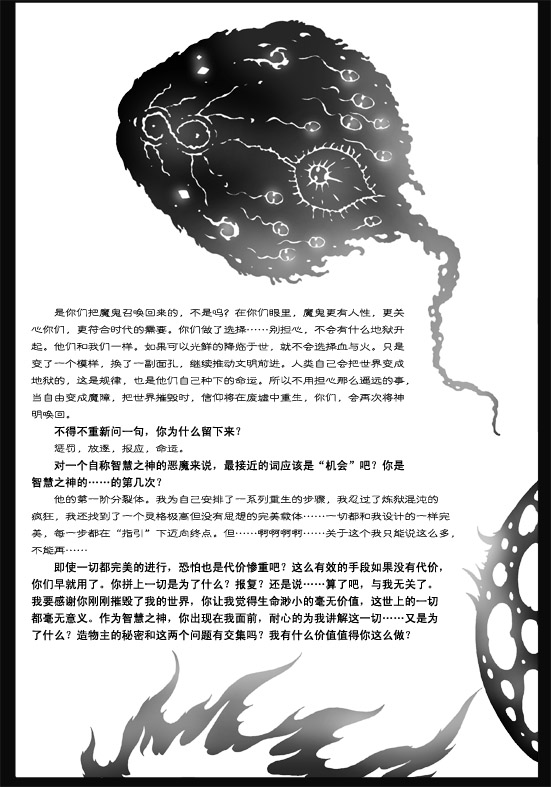 是你们把魔鬼召唤回来的，不是吗？在你们眼里，魔鬼更有人性，更关
心你们，更符合时代的需要。你们做了选择……别担心，不会有什么地狱升
起。他们和我们一样。如果可以光鲜的降临于世，就不会选择血与火。只是
变了一个模样，换了一副面孔，继续推动文明前进。人类自己会把世界变成
地狱的，这是规律，也是他们自己种下的命运。所以不用担心那么遥远的事，
当自由变成魔障，把世界摧毁时，信仰将在废墟中重生，你们，会再次将神
明唤回。
不得不重新问一句，你为什么留下来？
惩罚，放逐，报应，命运。
对一个自称智慧之神的恶魔来说，最接近的词应该是“机会”吧？你是
智慧之神的……的第几次？
他的第一阶分裂体。我为自己安排了一系列重生的步骤，我忍过了炼狱混沌的
疯狂，我还找到了一个灵格极高但没有思想的完美载体……一切都和我设计的一样完
美，每一步都在“指引”下迈向终点。但……啊啊啊啊……关于这个我只能说这么多，
不能再……
即使一切都完美的进行，恐怕也是代价惨重吧？这么有效的手段如果没有代价，
你们早就用了。你拼上一切是为了什么？报复？还是说……算了吧，与我无关了。
我要感谢你刚刚摧毁了我的世界，你让我觉得生命渺小的毫无价值，这世上的一切
都毫无意义。作为智慧之神，你出现在我面前，耐心的为我讲解这一切……又是为
了什么？造物主的秘密和这两个问题有交集吗？我有什么价值值得你这么做？